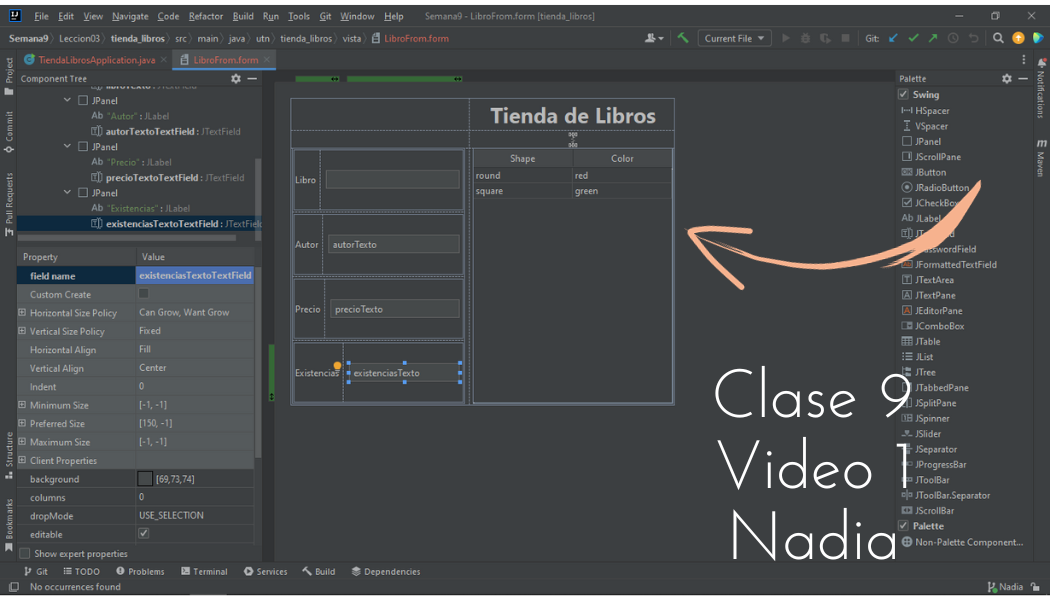 File Edit View Navigate Code Refactor Build Run Tools Git Window Help Semana9 - LibroFrom.form [tienda_libros]
Semana9 Leccion03 tienda_libros src main java utn tienda_libros vista LibroFrom.form Current File Git:
TiendaLibrosApplication.java LibroFrom.form
Project
Commit
Pull Requests
Structure
Bookmarks
Component Tree
libroTexto : JTextField
JPanel
Ab "Autor" : JLabel
autorTextoTextField : JTextField
JPanel
Ab "Precio" : JLabel
precioTextoTextField : JTextField
JPanel
Ab "Existencias" : JLabel
existenciasTextoTextField : JTextField
Property Value
field name existenciasTextoTextField
Custom Create
Horizontal Size Policy Can Grow, Want Grow
Vertical Size Policy Fixed
Horizontal Align Fill
Vertical Align Center
Indent 0
Minimum Size [-1, -1]
Preferred Size [150, -1]
Maximum Size [-1, -1]
Client Properties
background [69,73,74]
columns 0
dropMode USE_SELECTION
editable
Show expert properties
Tienda de Libros
Libro
Autor autorTexto
Precio precioTexto
Existencias existenciasTexto
Shape Color
round red
square green
Clase 9
Video 1
Nadia
Palette
Swing
HSpacer
VSpacer
JPanel
JScrollPane
JButton
JRadioButton
JCheckBox
Ab JLabel
JPasswordField
JFormattedTextField
JTextArea
JTextPane
JEditorPane
JComboBox
JTable
JList
JTree
JTabbedPane
JSplitPane
JSpinner
JSlider
JSeparator
JProgressBar
JToolBar
JToolBar.Separator
JScrollBar
Palette
Non-Palette Component...
Notifications
m Maven
Git TODO Problems Terminal Services Build Dependencies
No occurrences found Nadia